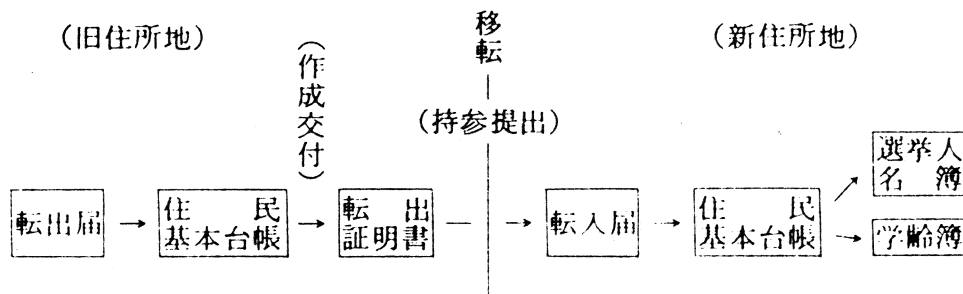 （旧住所地）
（作成交付）
移転
（持参提出）
（新住所地）
転出届
住民
基本台帳
転出
証明書
転入届
住民
基本台帳
選挙人
名簿
学齢簿